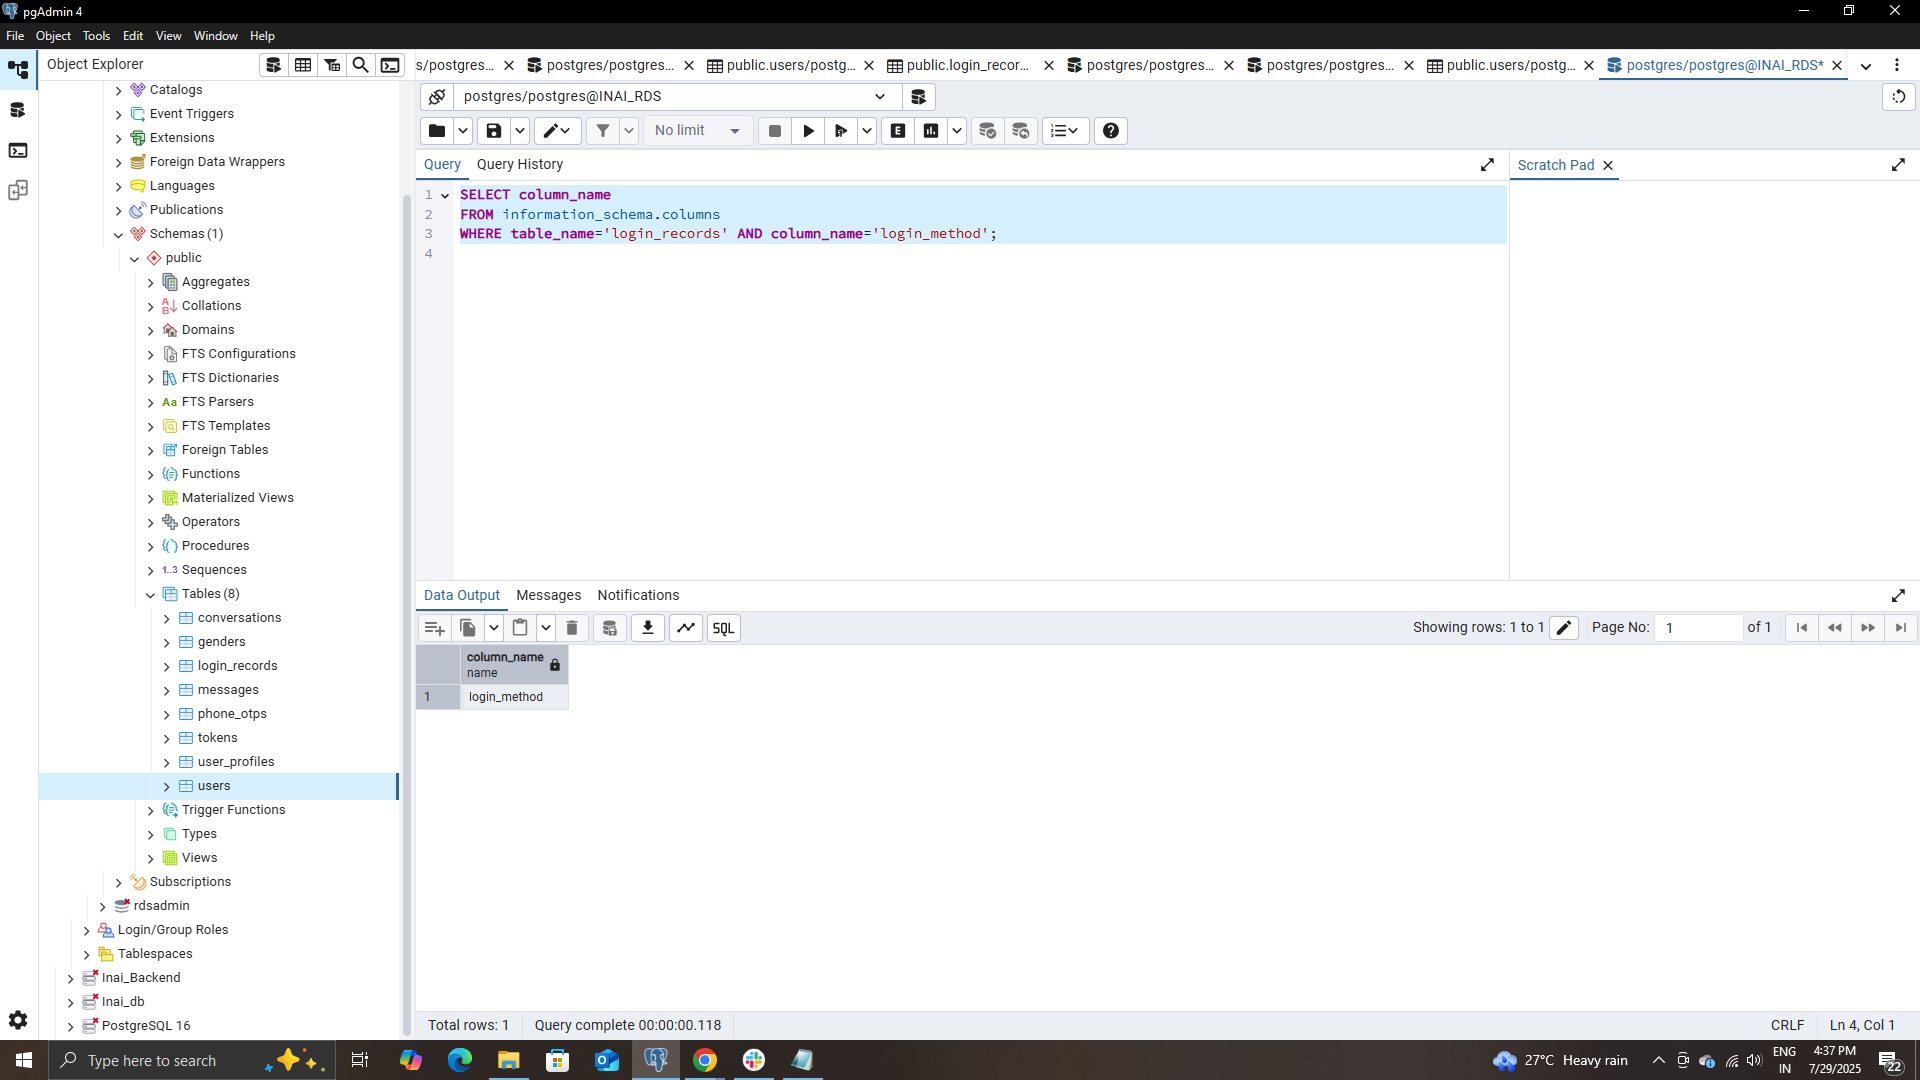 pgAdmin 4
File Object Tools Edit View Window Help
Object Explorer
s/postgres... postgres/postgres... public.users/postg... public.login_recor... postgres/postgres... postgres/postgres... public.users/postg... postgres/postgres@INAI_RDS*
postgres/postgres@INAI_RDS
No limit
Query Query History
Scratch Pad
1 SELECT column_name
2 FROM information_schema.columns
3 WHERE table_name='login_records' AND column_name='login_method';
4
Catalogs
Event Triggers
Extensions
Foreign Data Wrappers
Languages
Publications
Schemas (1)
public
Aggregates
Collations
Domains
FTS Configurations
FTS Dictionaries
Aa FTS Parsers
FTS Templates
Foreign Tables
Functions
Materialized Views
Operators
Procedures
1..3 Sequences
Tables (8)
conversations
genders
login_records
messages
phone_otps
tokens
user_profiles
users
Trigger Functions
Types
Views
Subscriptions
rdsadmin
Login/Group Roles
Tablespaces
Inai_Backend
Inai_db
PostgreSQL 16
Data Output Messages Notifications
SQL
Showing rows: 1 to 1 Page No: 1 of 1
column_name
name
1 login_method
Total rows: 1 Query complete 00:00:00.118 CRLF Ln 4, Col 1
Type here to search
27°C Heavy rain
ENG
IN
4:37 PM
7/29/2025
22